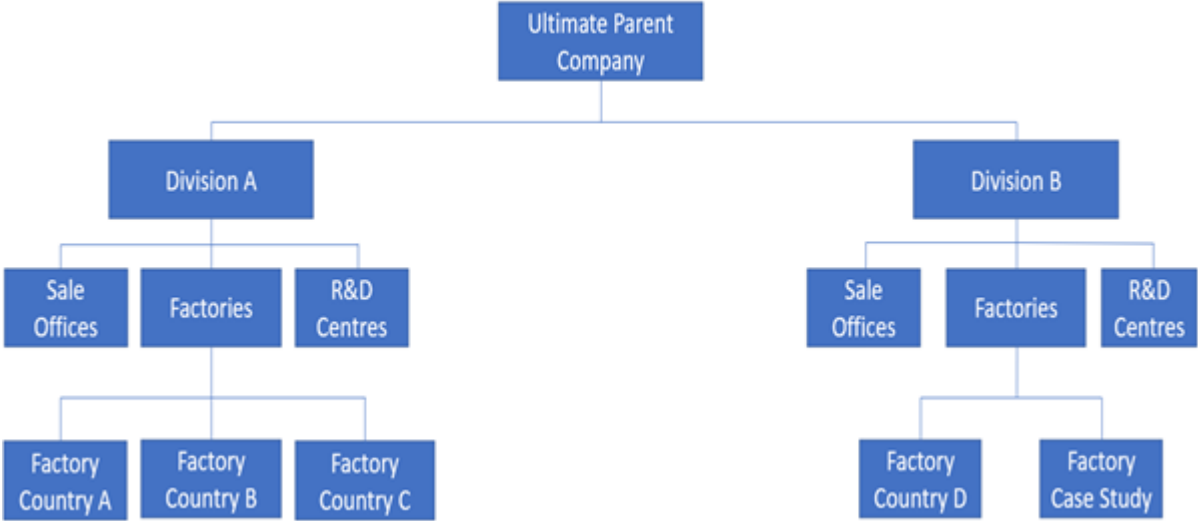 Ultimate Parent
Company
Division A
Division B
Sale
Offices
Factories
R&D
Centres
Sale
Offices
Factories
R&D
Centres
Factory
Country A
Factory
Country B
Factory
Country C
Factory
Country D
Factory
Case Study